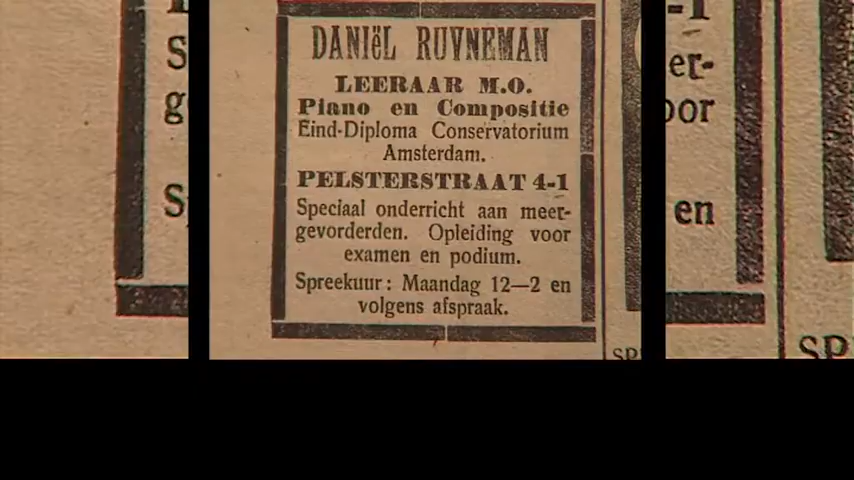 DANIËL RUYNEMAN
LEERAAR M.O.
Piano en Compositie
Eind-Diploma Conservatorium
Amsterdam.
PELSTERSTRAAT 4-1
Speciaal onderricht aan meer-
gevorderden. Opleiding voor
examen en podium.
Spreekuur: Maandag 12—2 en
volgens afspraak.